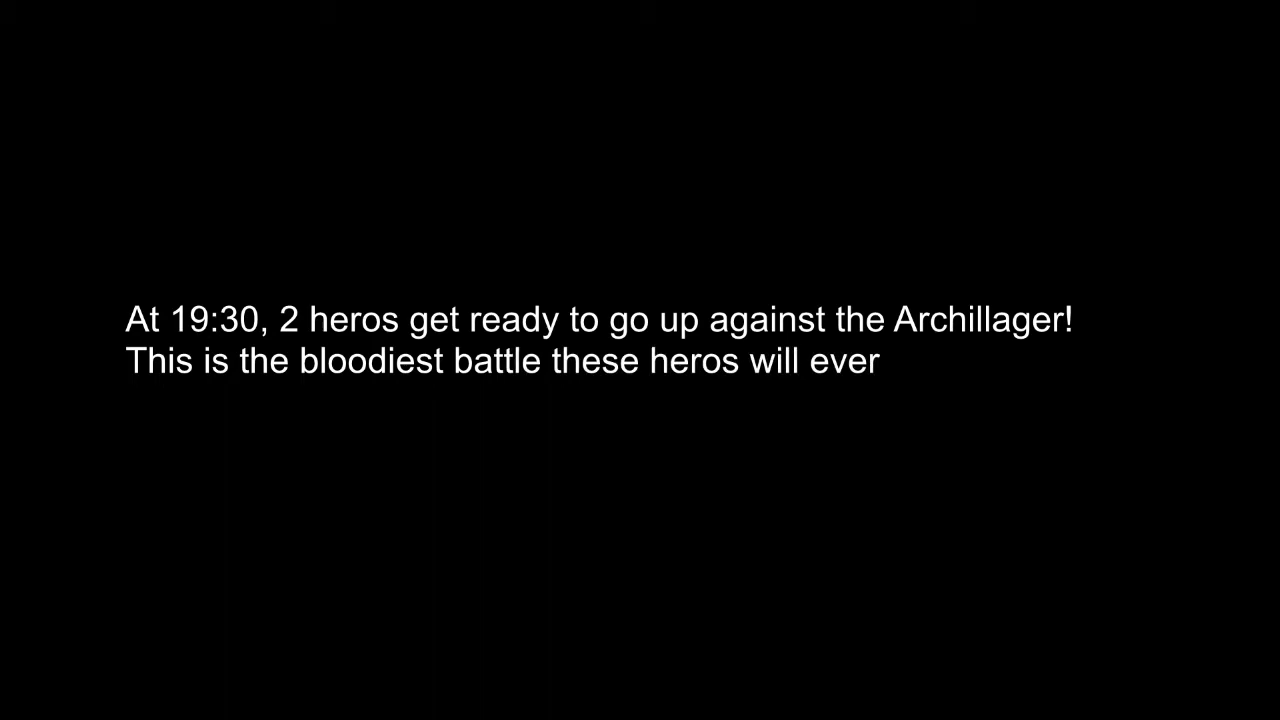 At 19:30, 2 heros get ready to go up against the Archillager!
This is the bloodiest battle these heros will ever